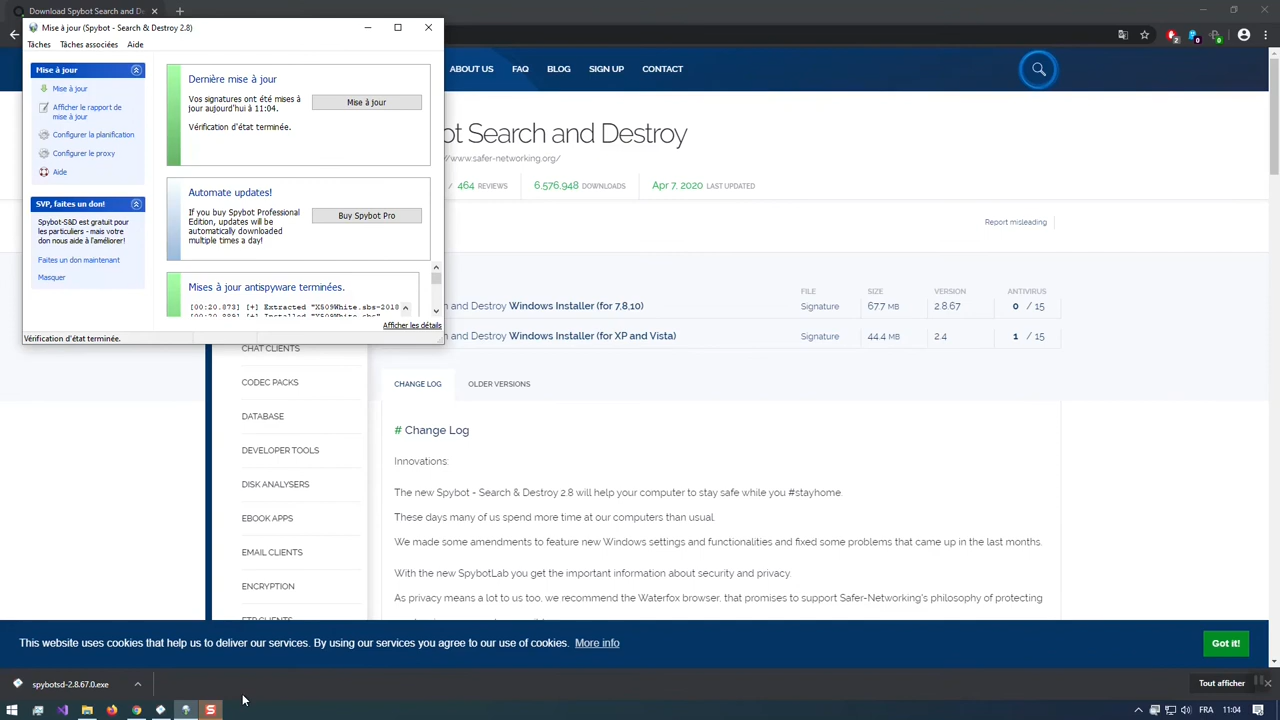 Download Spybot - Search and Dest
Mise à jour (Spybot - Search & Destroy 2.8)
Tâches Tâches associées Aide
Mise à jour
Mise à jour
Afficher le rapport de
mise à jour
Configurer la planification
Configurer le proxy
Aide
SVP, faites un don!
Spybot-S&D est gratuit pour
les particuliers - mais votre
don nous aide à l'améliorer!
Faites un don maintenant
Masquer
Dernière mise à jour
Vos signatures ont été mises à
jour aujourd'hui à 11:04.
Vérification d'état terminée.
Mise à jour
Automate updates!
If you buy Spybot Professional
Edition, updates will be
automatically downloaded
multiple times a day!
Buy Spybot Pro
Mises à jour antispyware terminées.
[00:20.873] [+] Extracted "X509White.sbs-2018
Afficher les détails
Vérification d'état terminée.
ABOUT US FAQ BLOG SIGN UP CONTACT
ot Search and Destroy
//www.safer-networking.org/
/ 464 REVIEWS 6,576,948 DOWNLOADS Apr 7, 2020 LAST UPDATED
Report misleading
FILE SIZE VERSION ANTIVIRUS
n and Destroy Windows Installer (for 7,8,10) Signature 67.7 MB 2.8.67 0 / 15
n and Destroy Windows Installer (for XP and Vista) Signature 44.4 MB 2.4 1 / 15
CHAT CLIENTS
CODEC PACKS
DATABASE
DEVELOPER TOOLS
DISK ANALYSERS
EBOOK APPS
EMAIL CLIENTS
ENCRYPTION
FTP CLIENTS
CHANGE LOG OLDER VERSIONS
# Change Log
Innovations:
The new Spybot - Search & Destroy 2.8 will help your computer to stay safe while you #stayhome.
These days many of us spend more time at our computers than usual.
We made some amendments to feature new Windows settings and functionalities and fixed some problems that came up in the last months.
With the new SpybotLab you get the important information about security and privacy.
As privacy means a lot to us too, we recommend the Waterfox browser, that promises to support Safer-Networking's philosophy of protecting
This website uses cookies that help us to deliver our services. By using our services you agree to our use of cookies. More info
Got it!
spybotsd-2.8.67.0.exe
Tout afficher
FR 11:04